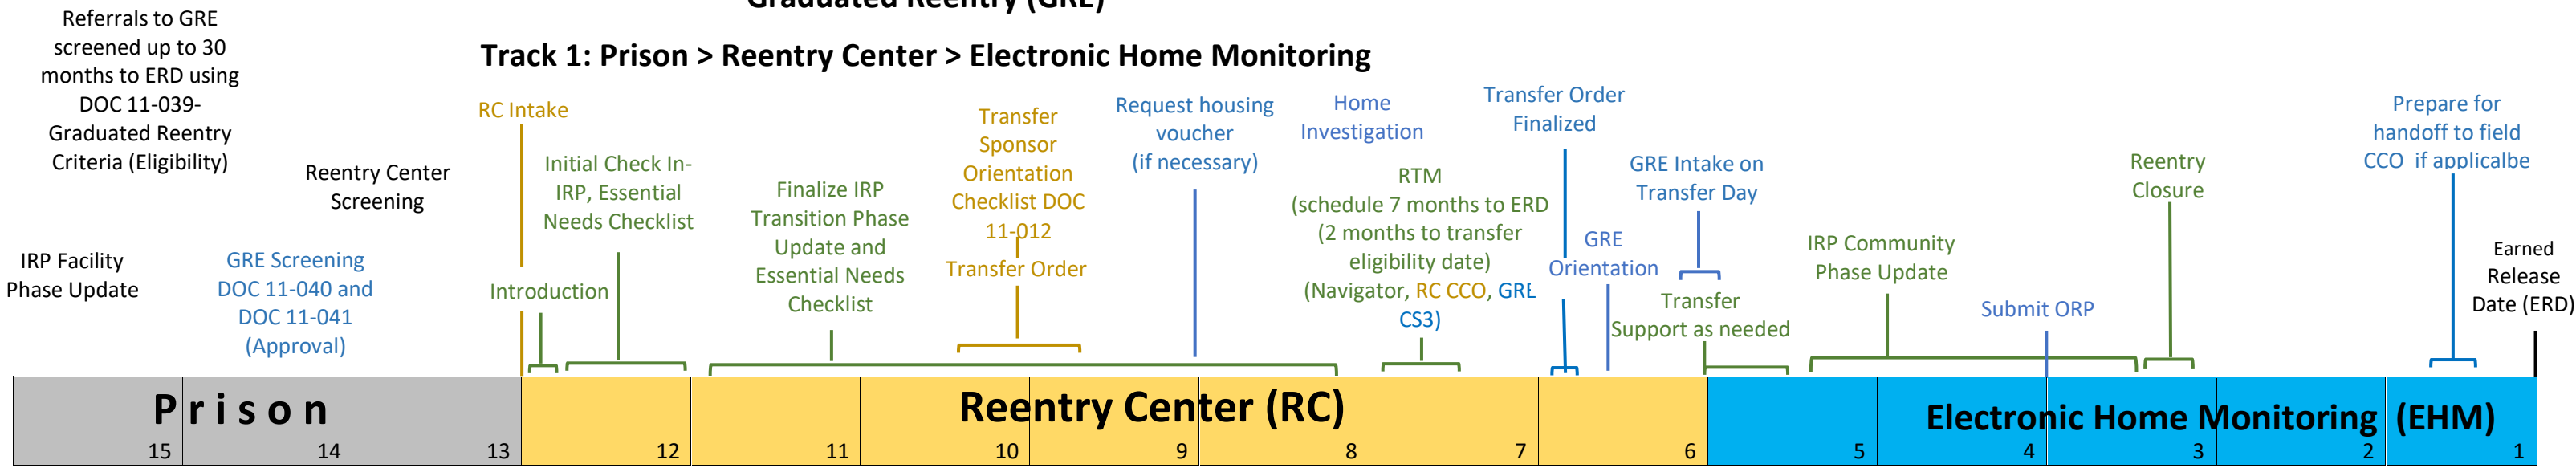 Graduated Reentry (GRE)
Track 1: Prison > Reentry Center > Electronic Home Monitoring
Referrals to GRE
screened up to 30
months to ERD using
DOC 11-039-
Graduated Reentry
Criteria (Eligibility)
IRP Facility
Phase Update
GRE Screening
DOC 11-040 and
DOC 11-041
(Approval)
Reentry Center
Screening
RC Intake
Introduction
Initial Check In-
IRP, Essential
Needs Checklist
Finalize IRP
Transition Phase
Update and
Essential Needs
Checklist
Transfer
Sponsor
Orientation
Checklist DOC
11-012
Transfer Order
Request housing
voucher
(if necessary)
Home
Investigation
RTM
(schedule 7 months to ERD
(2 months to transfer
eligibility date)
(Navigator, RC CCO, GRE
CS3)
Transfer Order
Finalized
GRE
Orientation
GRE Intake on
Transfer Day
Transfer
Support as needed
IRP Community
Phase Update
Submit ORP
Reentry
Closure
Prepare for
handoff to field
CCO if applicalbe
Earned
Release
Date (ERD)
Prison
Reentry Center (RC)
Electronic Home Monitoring (EHM)
15 14 13 12 11 10 9 8 7 6 5 4 3 2 1